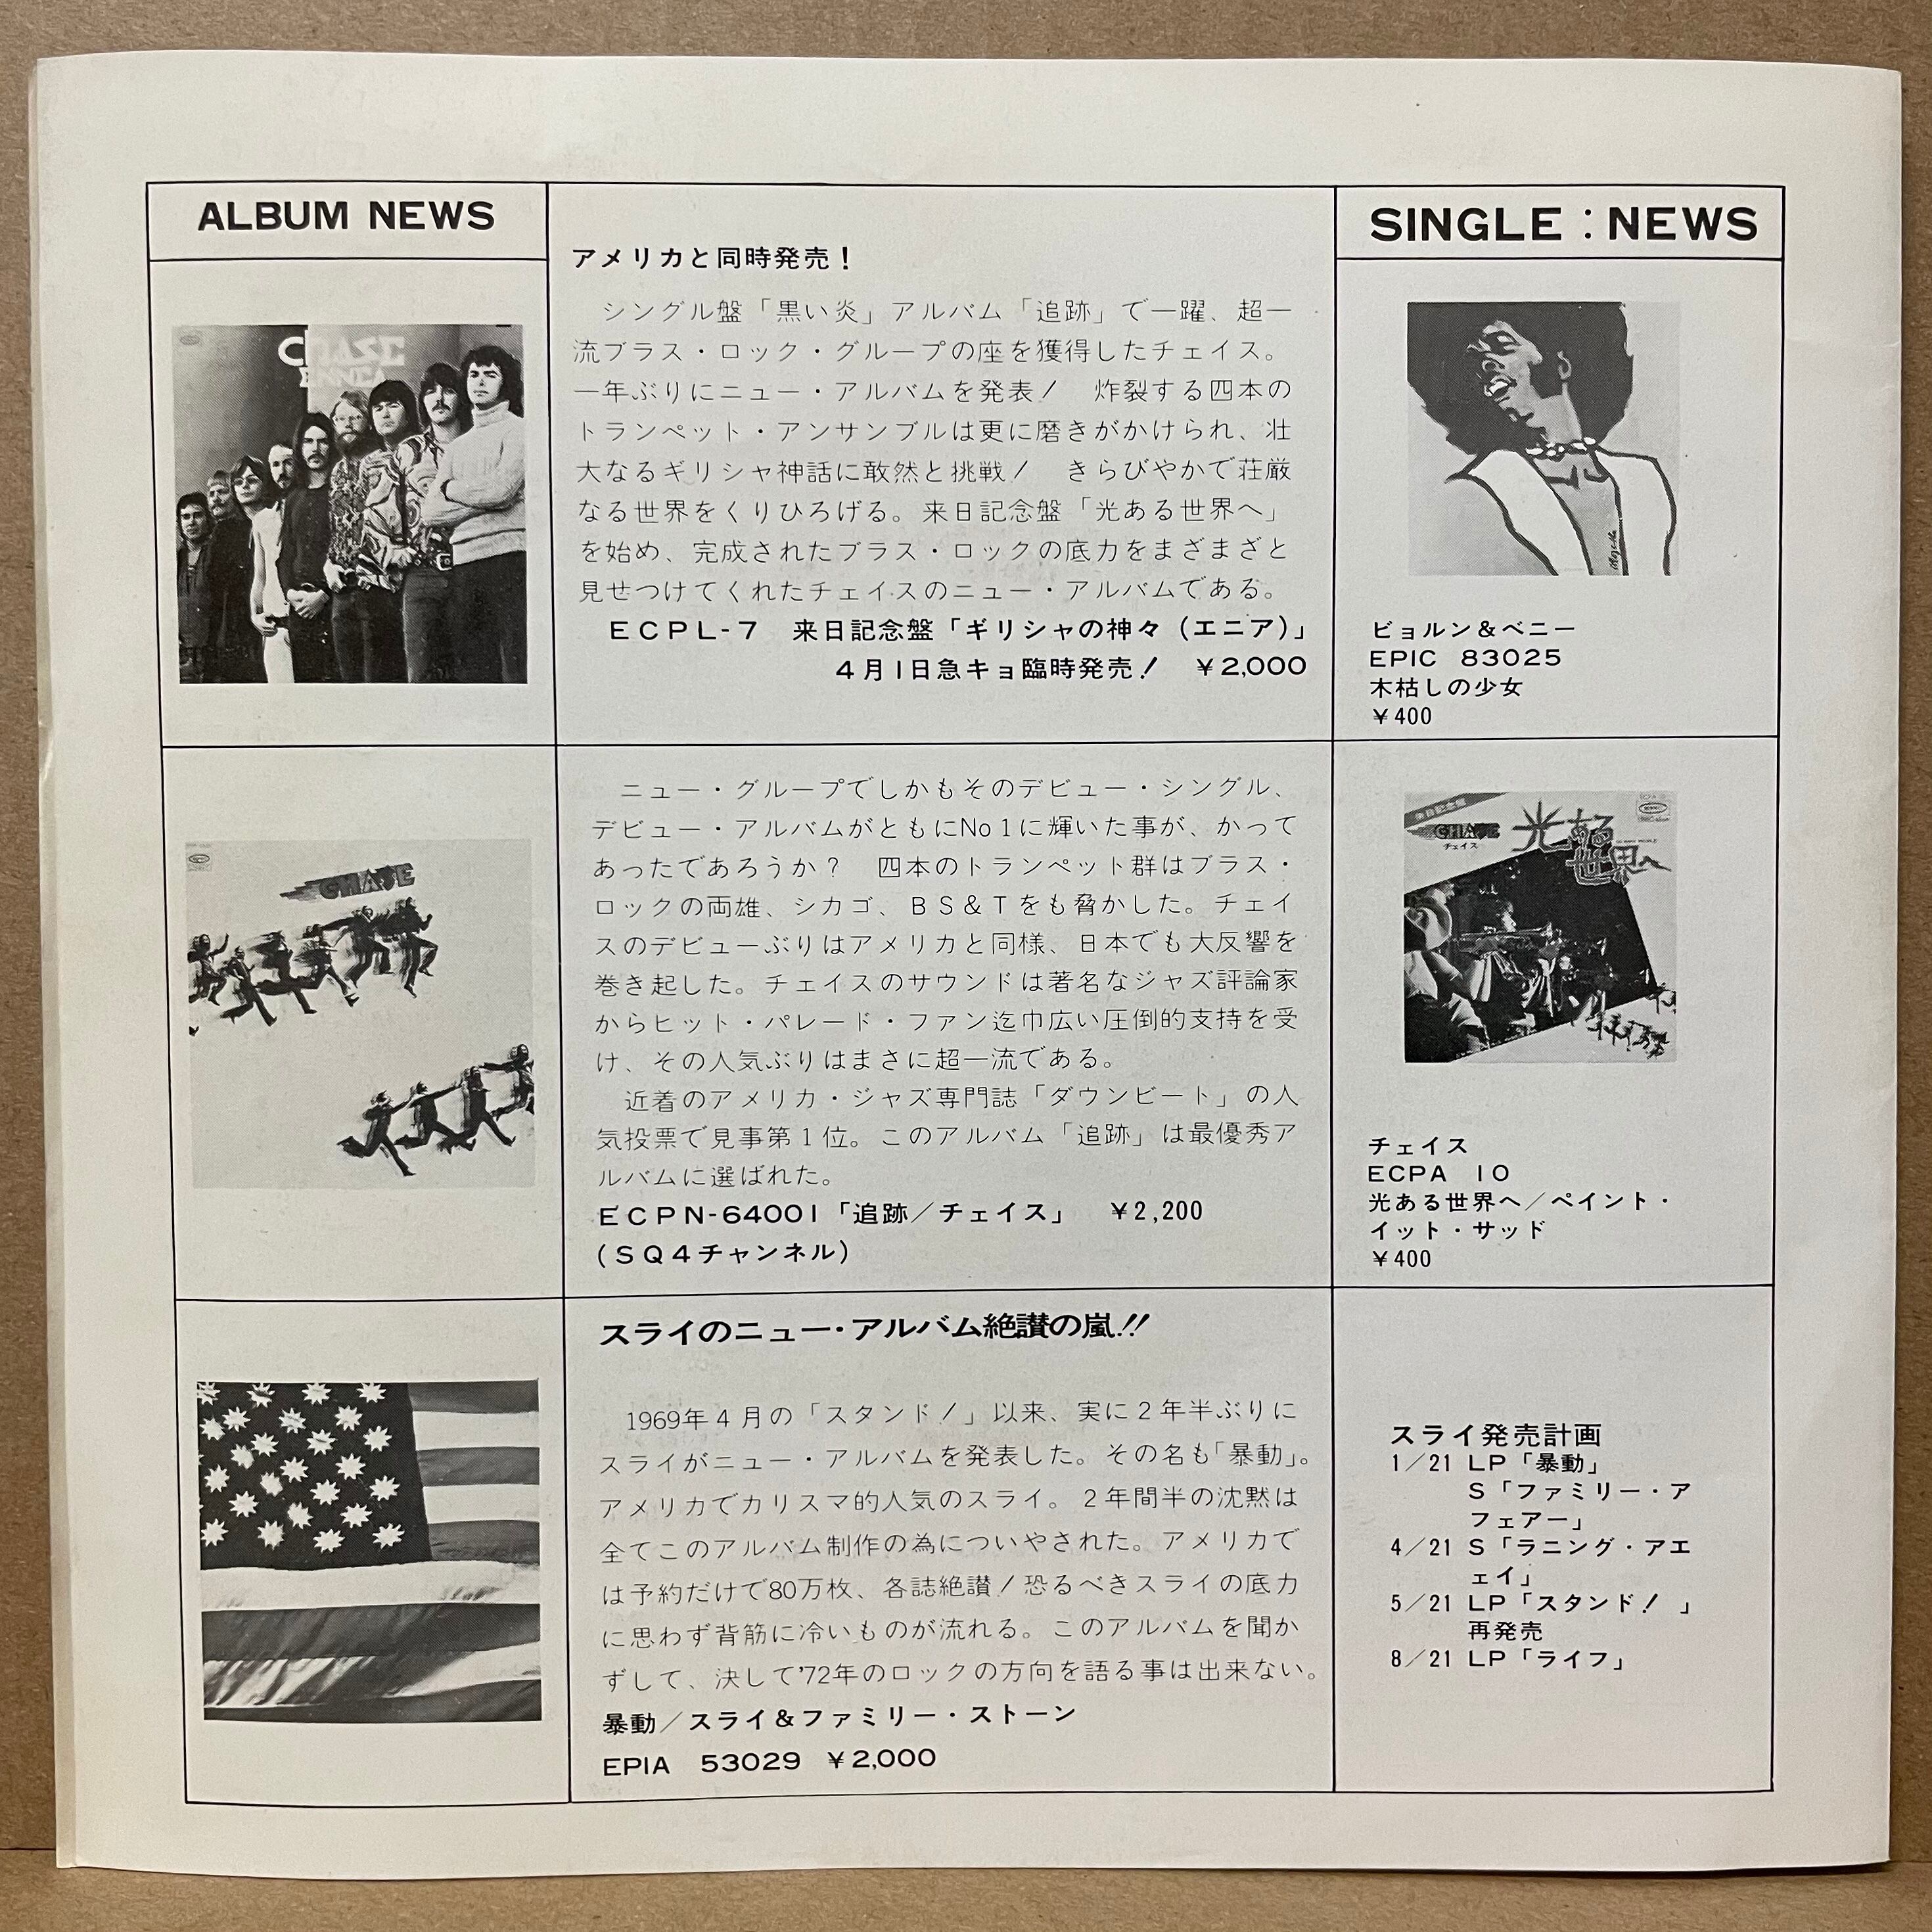 ALBUM NEWS
CHASE
ENNEA
アメリカと同時発売！
シングル盤「黒い炎」アルバム「追跡」で一躍、超一
流ブラス・ロック・グループの座を獲得したチェイス。
一年ぶりにニュー・アルバムを発表！　炸裂する四本の
トランペット・アンサンブルは更に磨きがかけられ、壮
大なるギリシャ神話に敢然と挑戦！　きらびやかで荘厳
なる世界をくりひろげる。来日記念盤「光ある世界へ」
を始め、完成されたブラス・ロックの底力をまざまざと
見せつけてくれたチェイスのニュー・アルバムである。
ECPL-7　来日記念盤「ギリシャの神々（エニア）」
4月1日急キョ臨時発売！　¥2,000
SINGLE : NEWS
ビョルン＆ベニー
EPIC 83025
木枯しの少女
¥400
CHASE
ニュー・グループでしかもそのデビュー・シングル、
デビュー・アルバムがともにNo1に輝いた事が、かって
あったであろうか？　四本のトランペット群はブラス・
ロックの両雄、シカゴ、BS&Tをも脅かした。チェイ
スのデビューぶりはアメリカと同様、日本でも大反響を
巻き起した。チェイスのサウンドは著名なジャズ評論家
からヒット・パレード・ファン迄巾広い圧倒的支持を受
け、その人気ぶりはまさに超一流である。
近着のアメリカ・ジャズ専門誌「ダウンビート」の人
気投票で見事第1位。このアルバム「追跡」は最優秀ア
ルバムに選ばれた。
ECPN-64001「追跡／チェイス」　¥2,200
（SQ4チャンネル）
来日記念盤
CHASE
チェイス
光ある
世界へ
チェイス
ECPA 10
光ある世界へ／ペイント・
イット・サッド
¥400
スライのニュー・アルバム絶讃の嵐!!
1969年4月の「スタンド！」以来、実に2年半ぶりに
スライがニュー・アルバムを発表した。その名も「暴動」。
アメリカでカリスマ的人気のスライ。2年間半の沈黙は
全てこのアルバム制作の為についやされた。アメリカで
は予約だけで80万枚、各誌絶讃！恐るべきスライの底力
に思わず背筋に冷いものが流れる。このアルバムを聞か
ずして、決して'72年のロックの方向を語る事は出来ない。
暴動／スライ＆ファミリー・ストーン
EPIA 53029 ¥2,000
スライ発売計画
1／21 LP「暴動」
S「ファミリー・ア
フェアー」
4／21 S「ラニング・アエ
ェイ」
5／21 LP「スタンド！」
再発売
8／21 LP「ライフ」